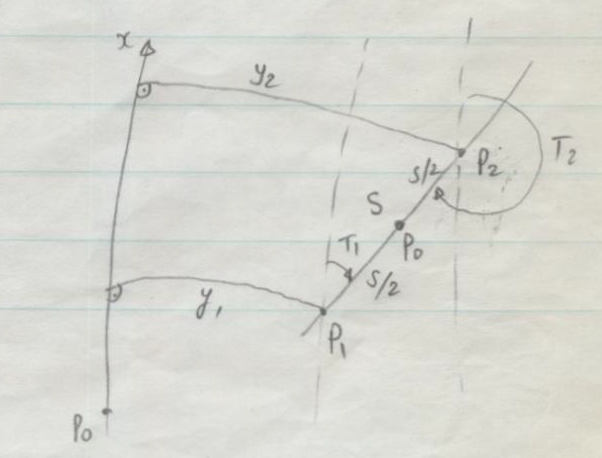 x
y₂
P₂
T₂
S/2
S
P₀
T₁
S/2
y₁
P₁
P₀